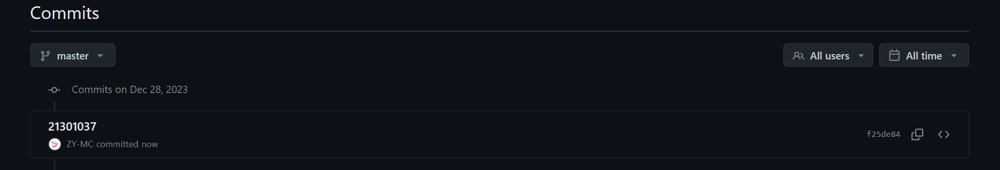 Commits
master
All users
All time
Commits on Dec 28, 2023
21301037
ZY-MC committed now
f25de84